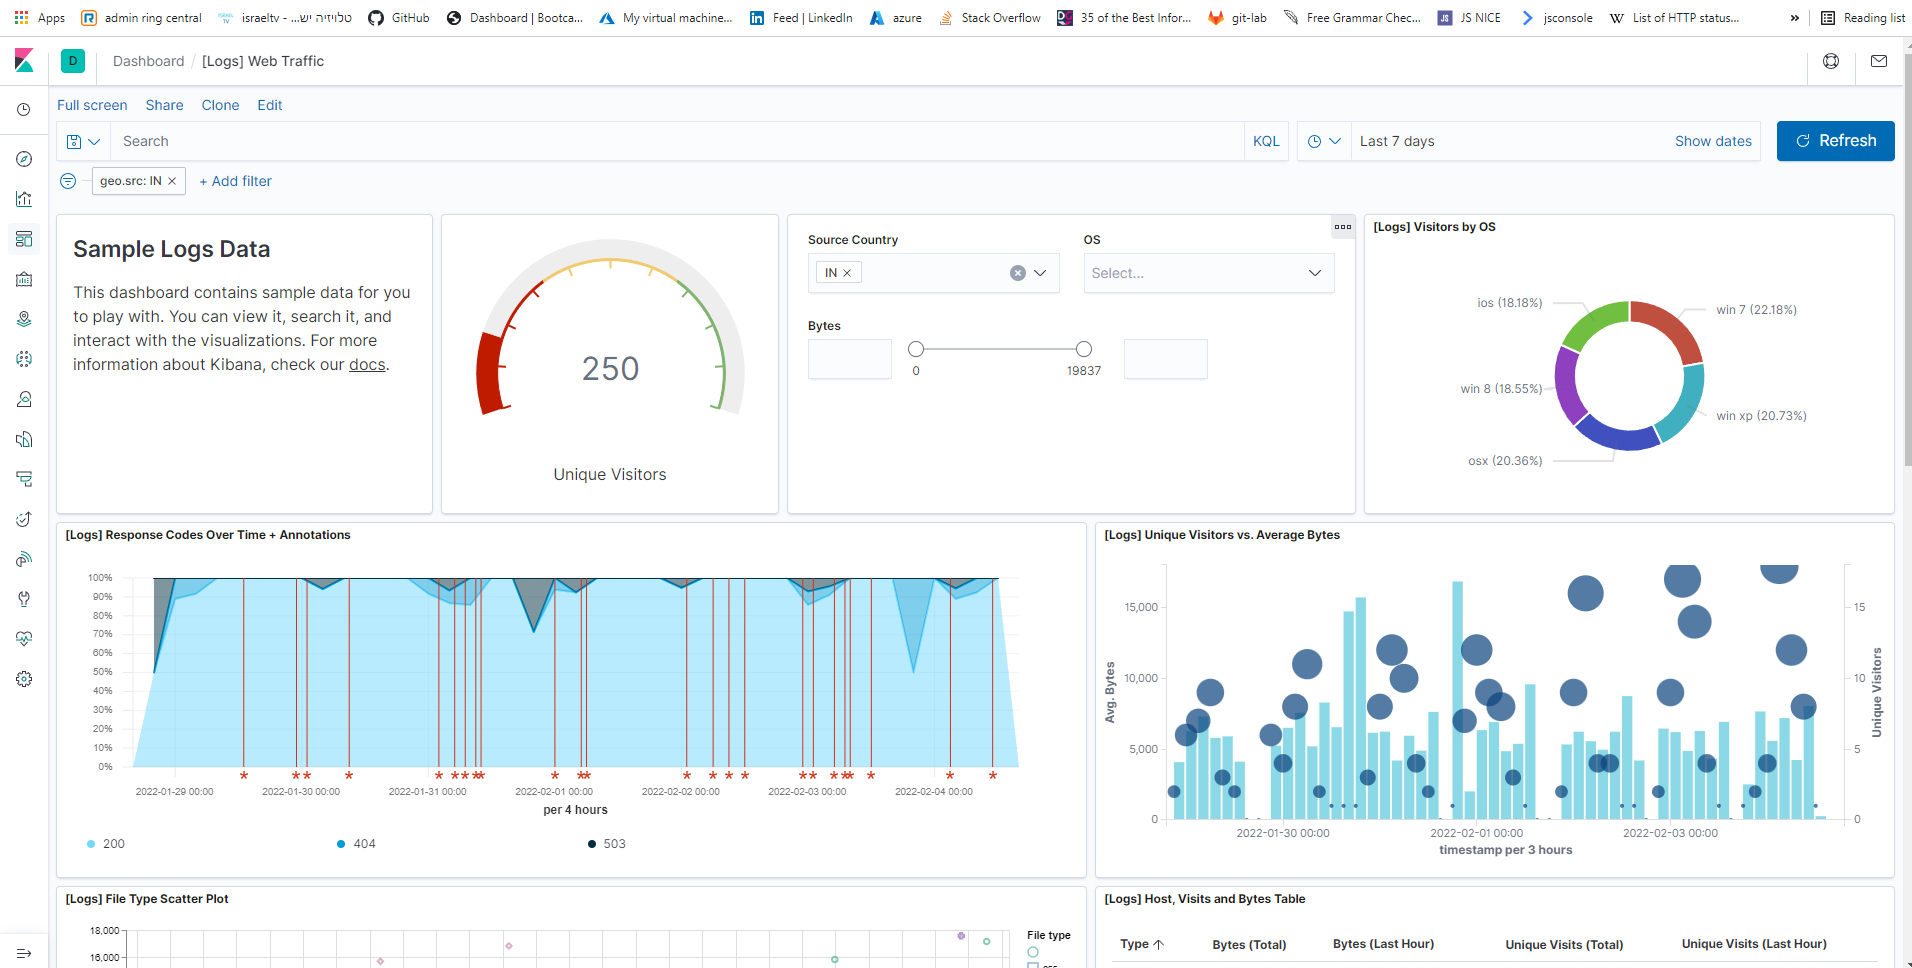 Apps admin ring central israeltv - ...טלויזיה יש GitHub Dashboard | Bootca... My virtual machine... Feed | LinkedIn azure Stack Overflow 35 of the Best Infor... git-lab Free Grammar Chec... JS NICE jsconsole List of HTTP status... » Reading list
D Dashboard / [Logs] Web Traffic
Full screen Share Clone Edit
Search KQL Last 7 days Show dates Refresh
geo.src: IN × + Add filter
Sample Logs Data
This dashboard contains sample data for you
to play with. You can view it, search it, and
interact with the visualizations. For more
information about Kibana, check our docs.
250
Unique Visitors
Source Country OS
IN × Select...
Bytes
0 19837
[Logs] Visitors by OS
ios (18.18%)
win 7 (22.18%)
win 8 (18.55%)
win xp (20.73%)
osx (20.36%)
[Logs] Response Codes Over Time + Annotations
100%
90%
80%
70%
60%
50%
40%
30%
20%
10%
0%
2022-01-29 00:00 2022-01-30 00:00 2022-01-31 00:00 2022-02-01 00:00 2022-02-02 00:00 2022-02-03 00:00 2022-02-04 00:00
per 4 hours
200 404 503
[Logs] Unique Visitors vs. Average Bytes
Avg. Bytes
15,000
10,000
5,000
0
15
10
5
0
Unique Visitors
2022-01-30 00:00 2022-02-01 00:00 2022-02-03 00:00
timestamp per 3 hours
[Logs] File Type Scatter Plot
18,000
16,000
File type
[Logs] Host, Visits and Bytes Table
Type ↑ Bytes (Total) Bytes (Last Hour) Unique Visits (Total) Unique Visits (Last Hour)